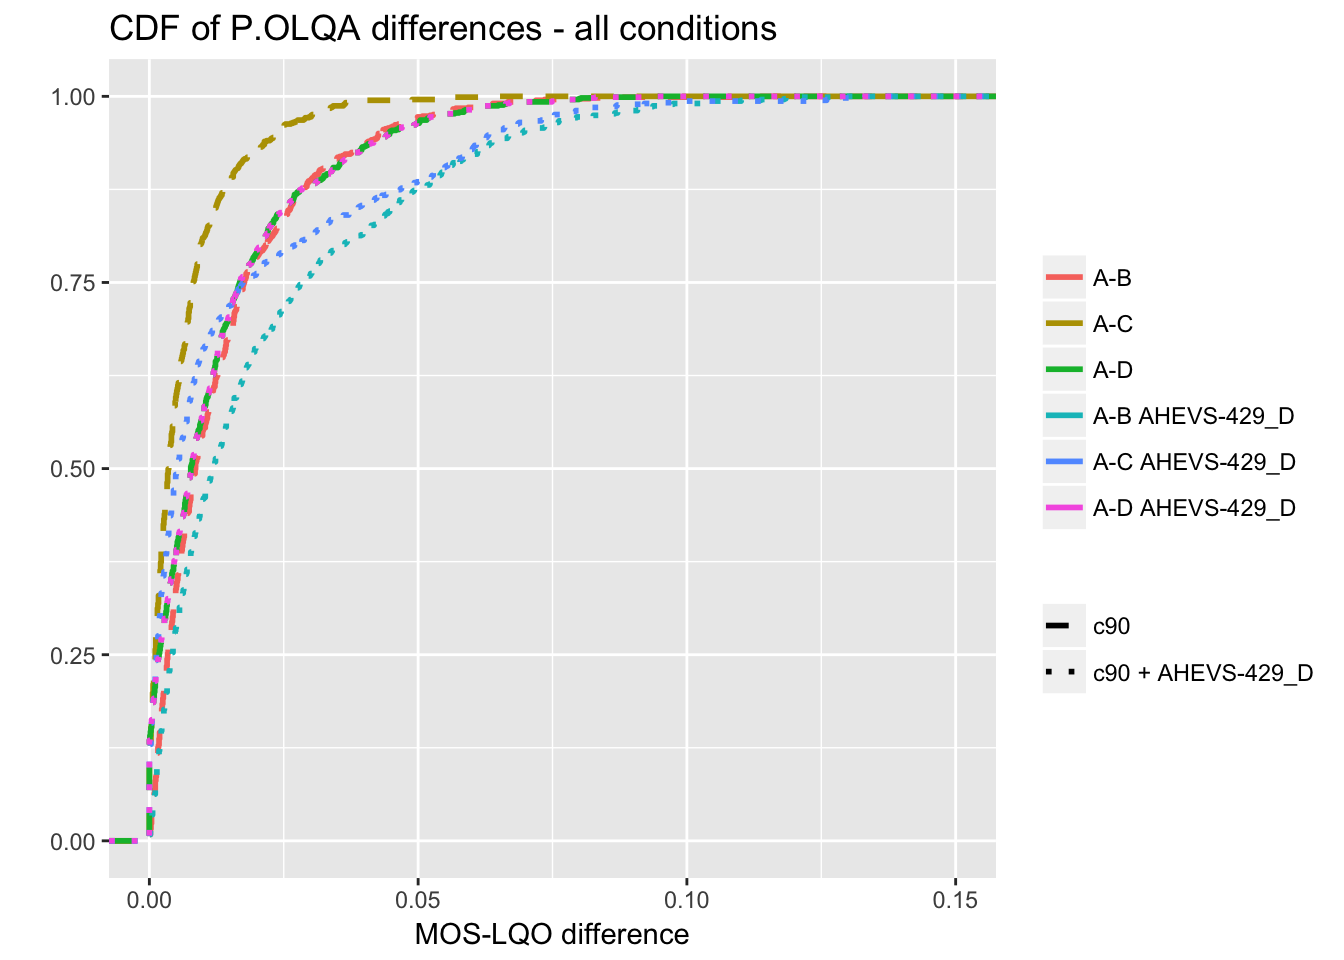 CDF of P.OLQA differences - all conditions
1.00
0.75
0.50
0.25
0.00
0.00
0.05
0.10
0.15
MOS-LQO difference
A-B
A-C
A-D
A-B AHEVS-429_D
A-C AHEVS-429_D
A-D AHEVS-429_D
c90
c90 + AHEVS-429_D